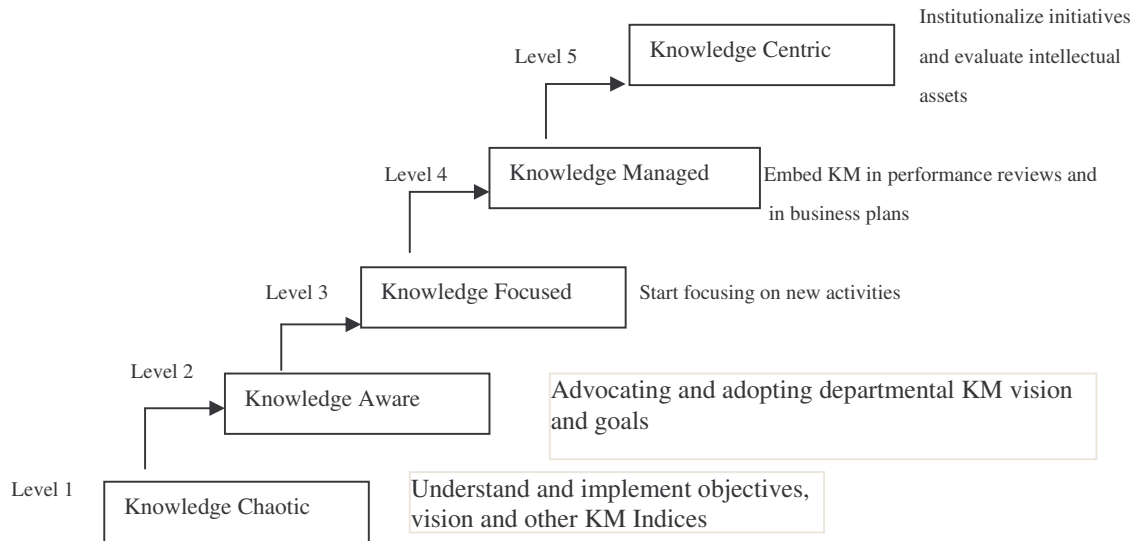 Institutionalize initiatives
and evaluate intellectual
assets
Level 5
Knowledge Centric
Level 4
Knowledge Managed
Embed KM in performance reviews and
in business plans
Level 3
Knowledge Focused
Start focusing on new activities
Level 2
Knowledge Aware
Advocating and adopting departmental KM vision
and goals
Level 1
Knowledge Chaotic
Understand and implement objectives,
vision and other KM Indices